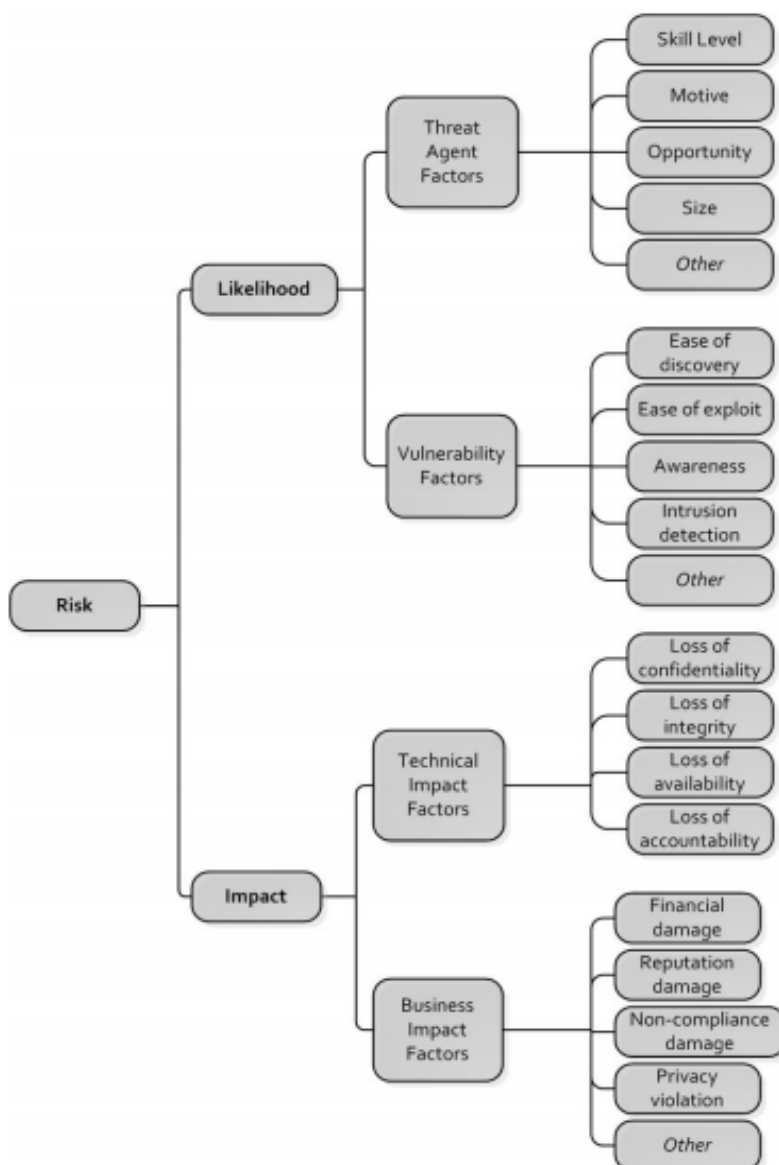 Skill Level
Motive
Threat
Agent
Factors
Opportunity
Size
Other
Likelihood
Ease of
discovery
Ease of exploit
Vulnerability
Factors
Awareness
Intrusion
detection
Other
Risk
Loss of
confidentiality
Loss of
integrity
Technical
Impact
Factors
Loss of
availability
Loss of
accountability
Impact
Financial
damage
Reputation
damage
Business
Impact
Factors
Non-compliance
damage
Privacy
violation
Other